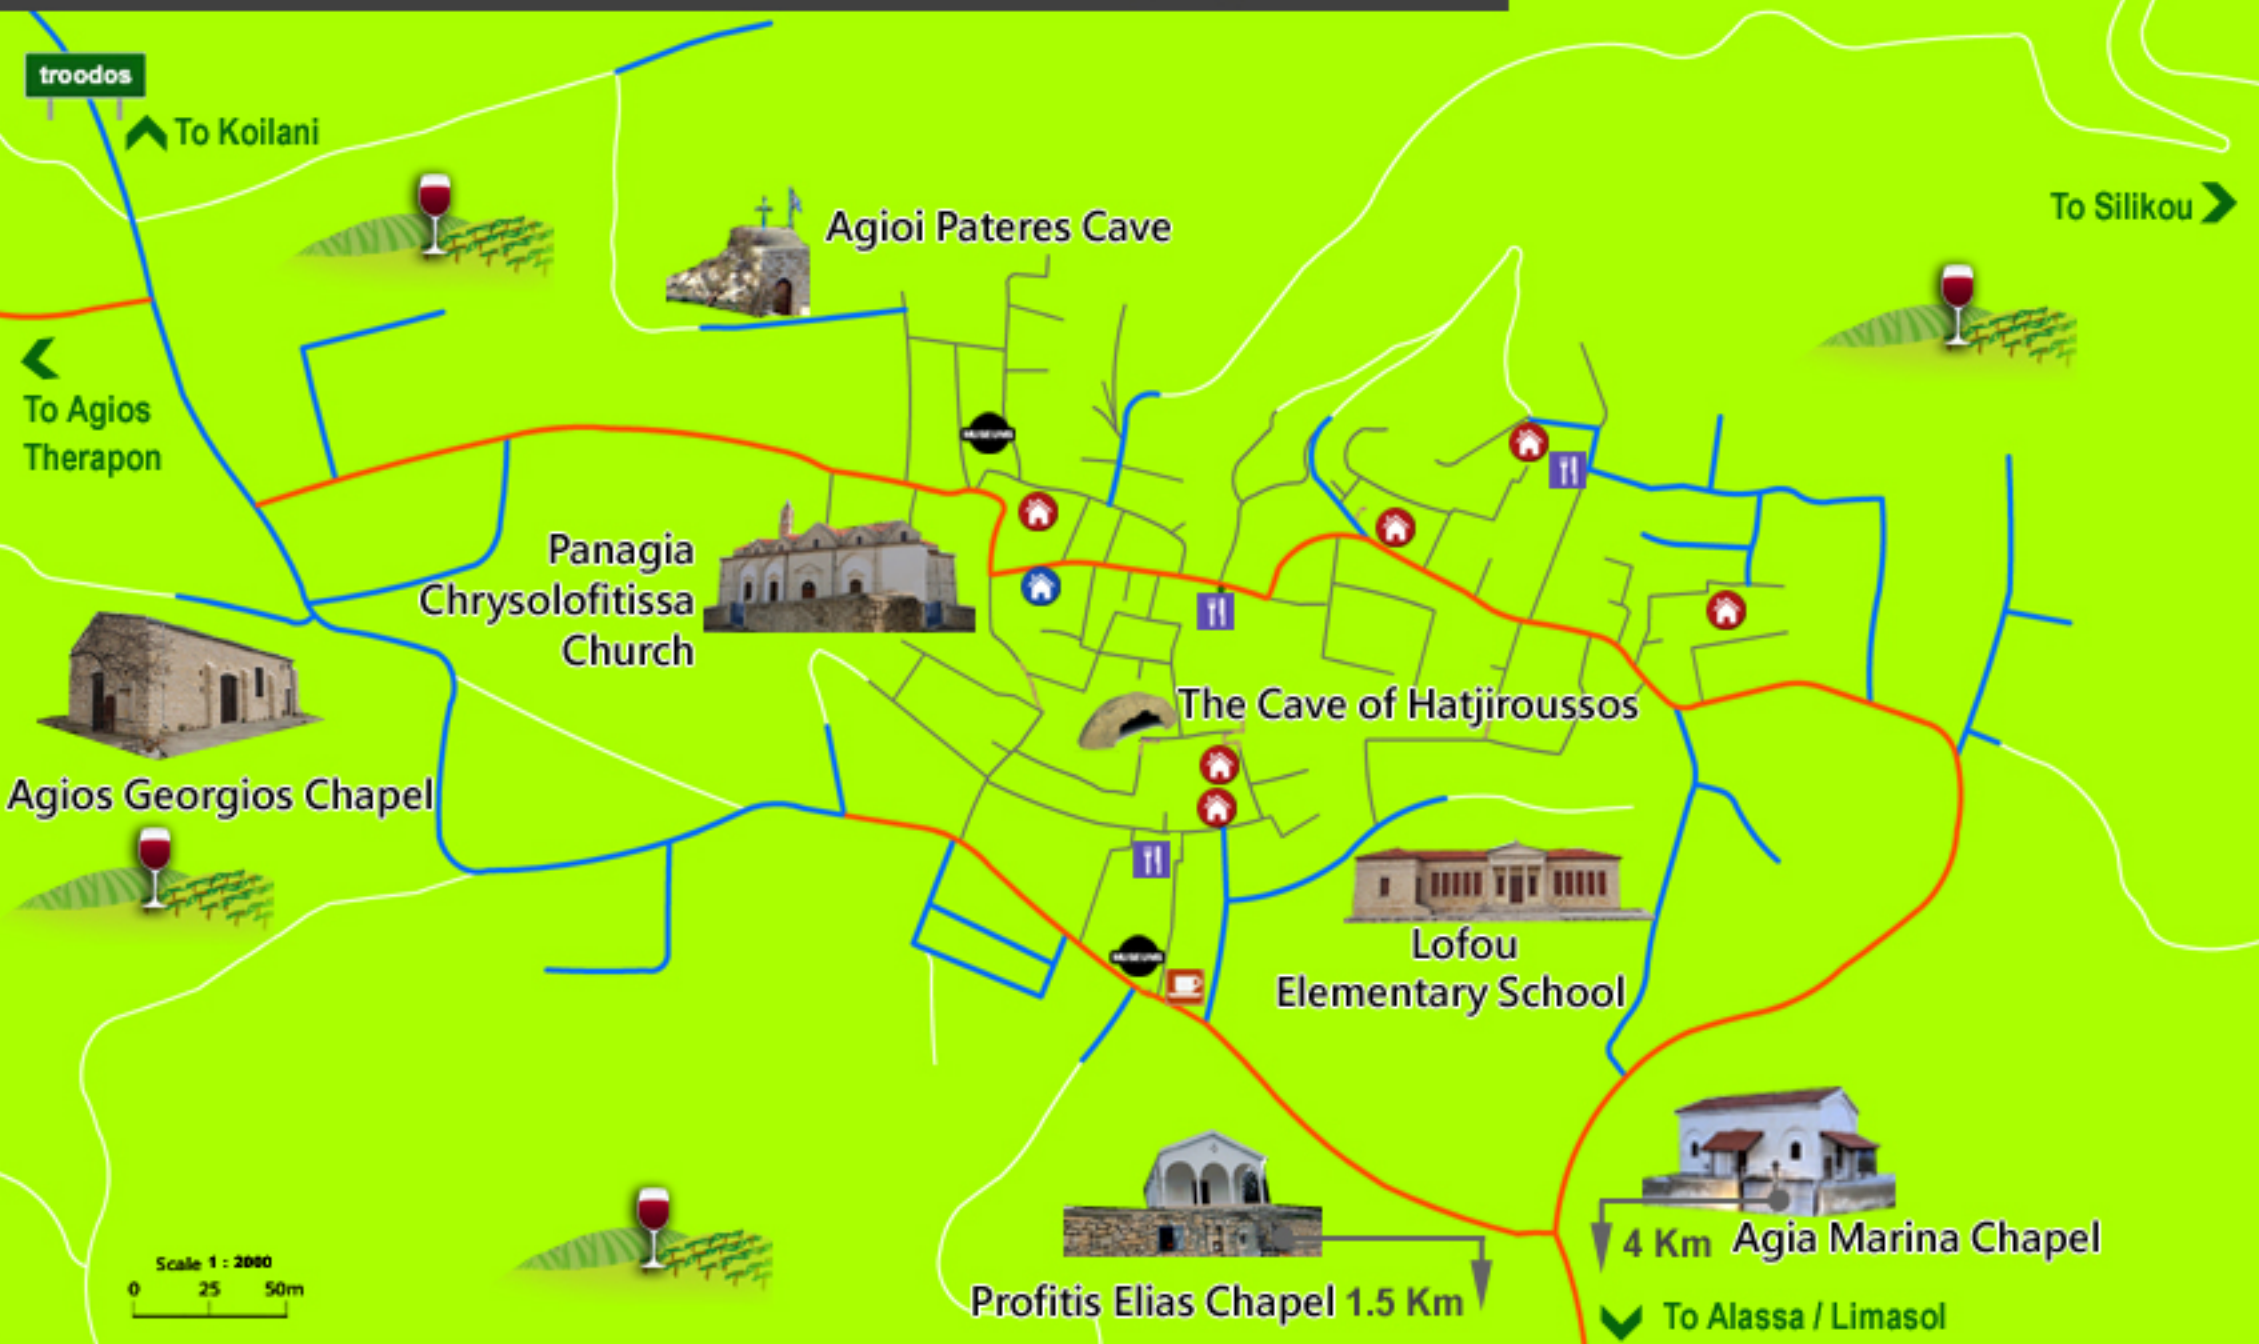 troodos
To Koilani
Agioi Pateres Cave
To Silikou
To Agios
Therapon
MUSEUMS
Panagia
Chrysolofitissa
Church
The Cave of Hatjiroussos
Agios Georgios Chapel
Lofou
Elementary School
MUSEUMS
4 Km
Agia Marina Chapel
Scale 1 : 2000
0 25 50m
Profitis Elias Chapel 1.5 Km
To Alassa / Limasol